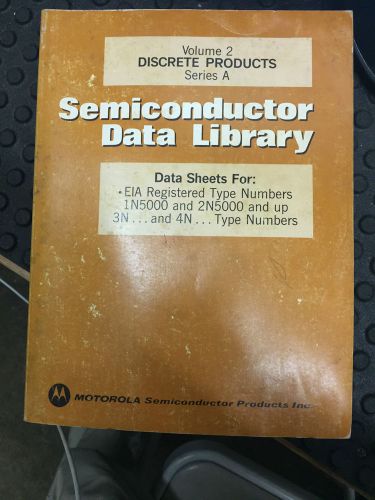 Volume 2
DISCRETE PRODUCTS
Series A
Semiconductor
Data Library
Data Sheets For:
•EIA Registered Type Numbers
1N5000 and 2N5000 and up
3N... and 4N... Type Numbers
MOTOROLA Semiconductor Products Inc.